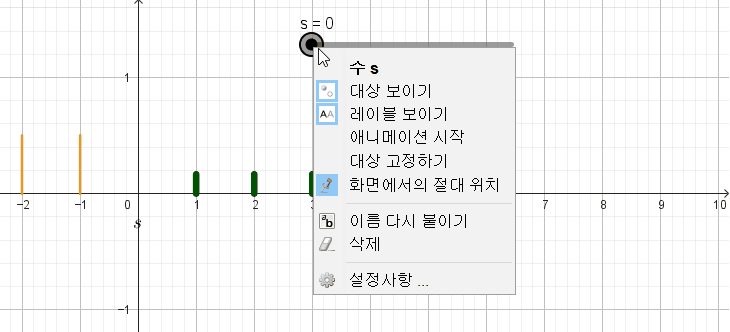 s = 0
수 s
대상 보이기
AA 레이블 보이기
애니메이션 시작
대상 고정하기
화면에서의 절대 위치
ab 이름 다시 붙이기
삭제
설정사항 ...
1
−2 −1 0 1 2 3 7 8 9 10
s
−1